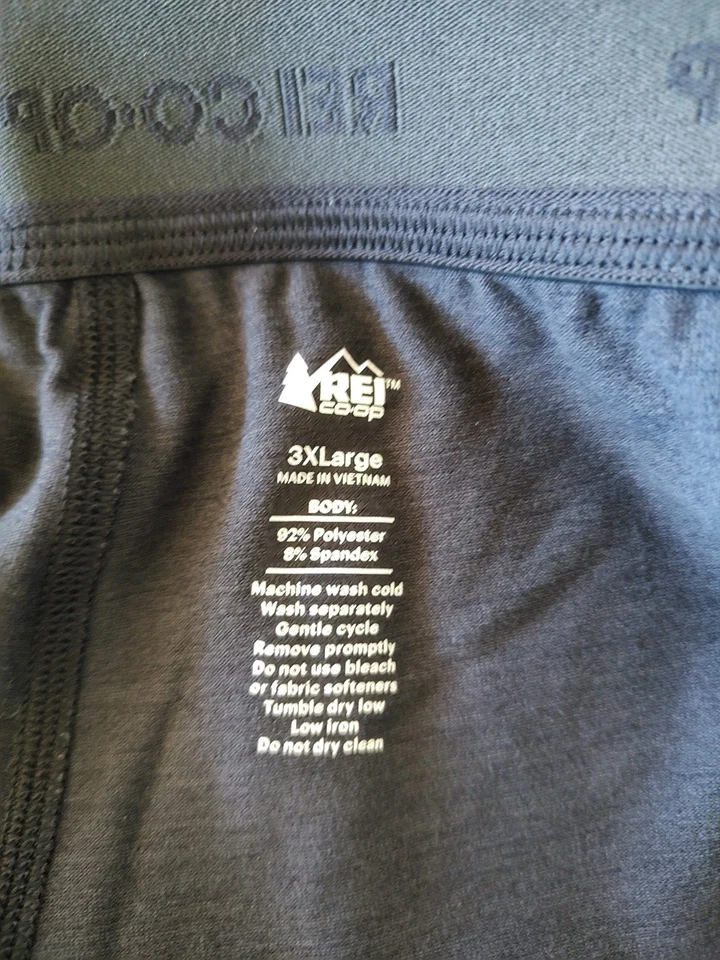 REI CO·OP
REI™
co·op
3XLarge
MADE IN VIETNAM
BODY:
92% Polyester
8% Spandex
Machine wash cold
Wash separately
Gentle cycle
Remove promptly
Do not use bleach
or fabric softeners
Tumble dry low
Low iron
Do not dry clean